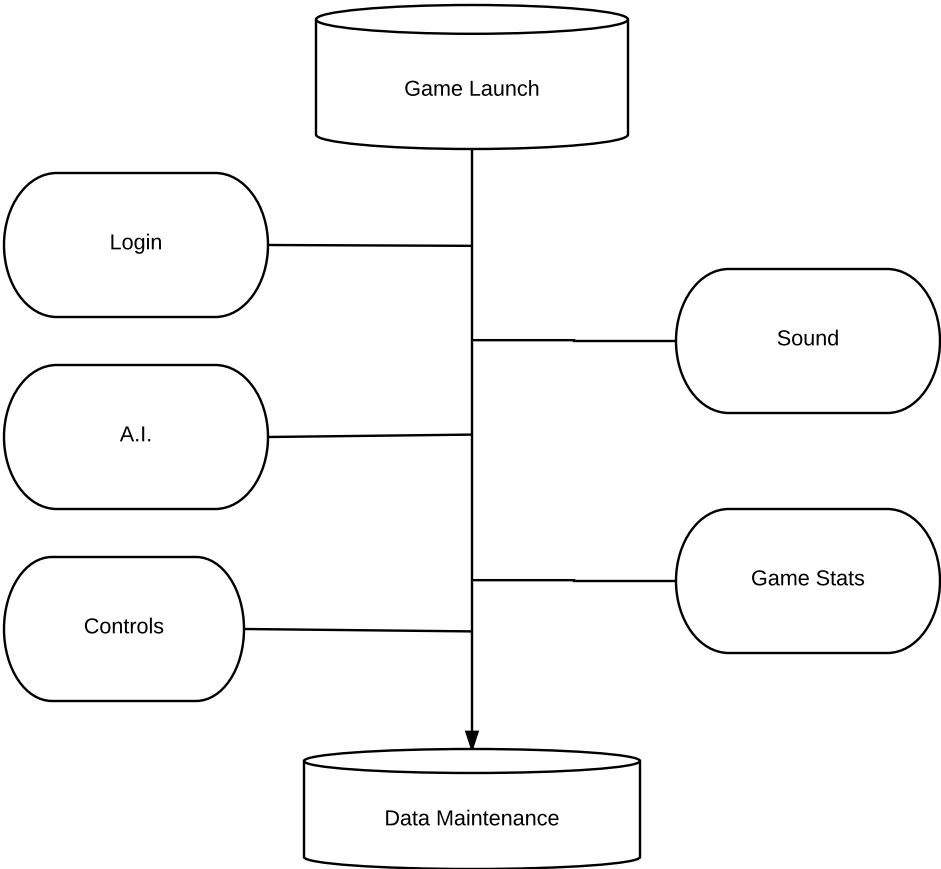 Game Launch
Login
Sound
A.I.
Game Stats
Controls
Data Maintenance